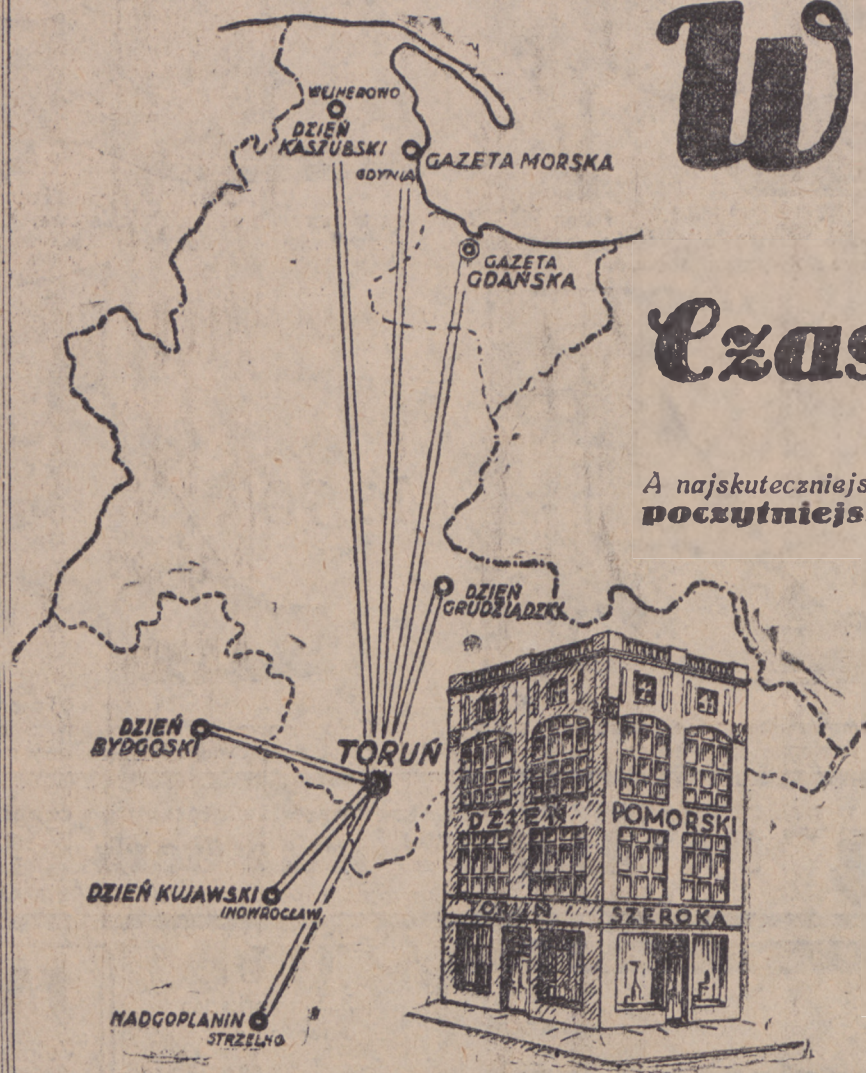 W
WEJHEROWO
DZIEŃ
KASZUBSKI
GAZETA MORSKA
GDYNIA
GAZETA
GDAŃSKA
Czas
A najskuteczniejs
poczytniejs
DZIEŃ
GRUDZIĄDZKI
DZIEŃ
BYDGOSKI
TORUŃ
DZIEŃ POMORSKI
DZIEŃ KUJAWSKI
INOWROCŁAW
TORUŃ SZEROKA
NADGOPLANIN
STRZELNO